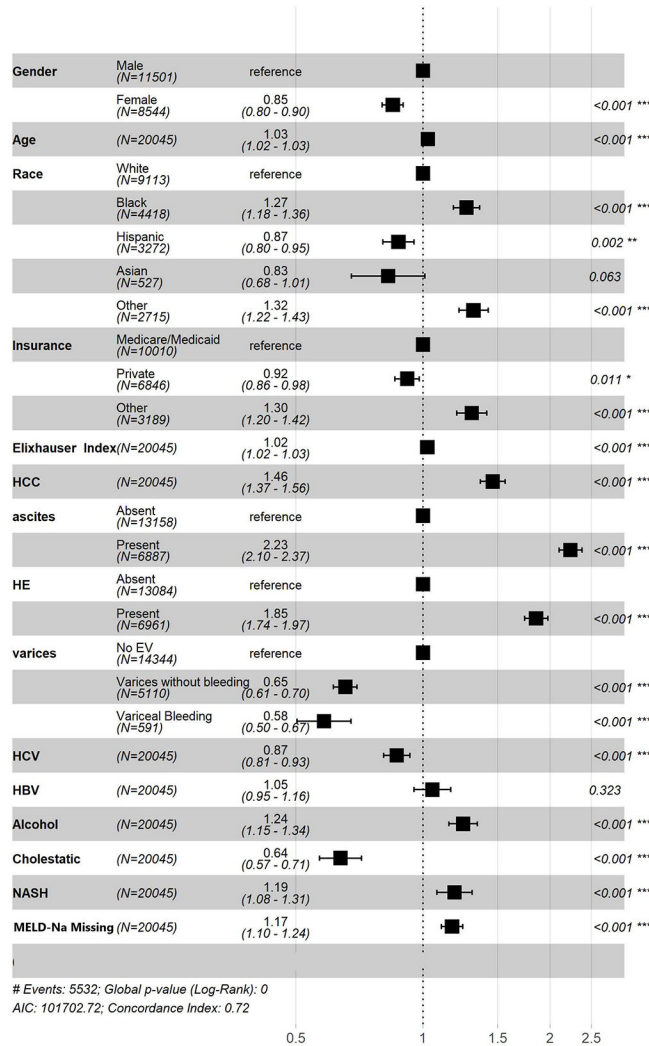 Gender Male (N=11501) reference
Female (N=8544) 0.85 (0.80 - 0.90) <0.001 ***
Age (N=20045) 1.03 (1.02 - 1.03) <0.001 ***
Race White (N=9113) reference
Black (N=4418) 1.27 (1.18 - 1.36) <0.001 ***
Hispanic (N=3272) 0.87 (0.80 - 0.95) 0.002 **
Asian (N=527) 0.83 (0.68 - 1.01) 0.063
Other (N=2715) 1.32 (1.22 - 1.43) <0.001 ***
Insurance Medicare/Medicaid (N=10010) reference
Private (N=6846) 0.92 (0.86 - 0.98) 0.011 *
Other (N=3189) 1.30 (1.20 - 1.42) <0.001 ***
Elixhauser Index (N=20045) 1.02 (1.02 - 1.03) <0.001 ***
HCC (N=20045) 1.46 (1.37 - 1.56) <0.001 ***
ascites Absent (N=13158) reference
Present (N=6887) 2.23 (2.10 - 2.37) <0.001 ***
HE Absent (N=13084) reference
Present (N=6961) 1.85 (1.74 - 1.97) <0.001 ***
varices No EV (N=14344) reference
Varices without bleeding (N=5110) 0.65 (0.61 - 0.70) <0.001 ***
Variceal Bleeding (N=591) 0.58 (0.50 - 0.67) <0.001 ***
HCV (N=20045) 0.87 (0.81 - 0.93) <0.001 ***
HBV (N=20045) 1.05 (0.95 - 1.16) 0.323
Alcohol (N=20045) 1.24 (1.15 - 1.34) <0.001 ***
Cholestatic (N=20045) 0.64 (0.57 - 0.71) <0.001 ***
NASH (N=20045) 1.19 (1.08 - 1.31) <0.001 ***
MELD-Na Missing (N=20045) 1.17 (1.10 - 1.24) <0.001 ***
# Events: 5532; Global p-value (Log-Rank): 0
AIC: 101702.72; Concordance Index: 0.72
0.5 1 1.5 2 2.5